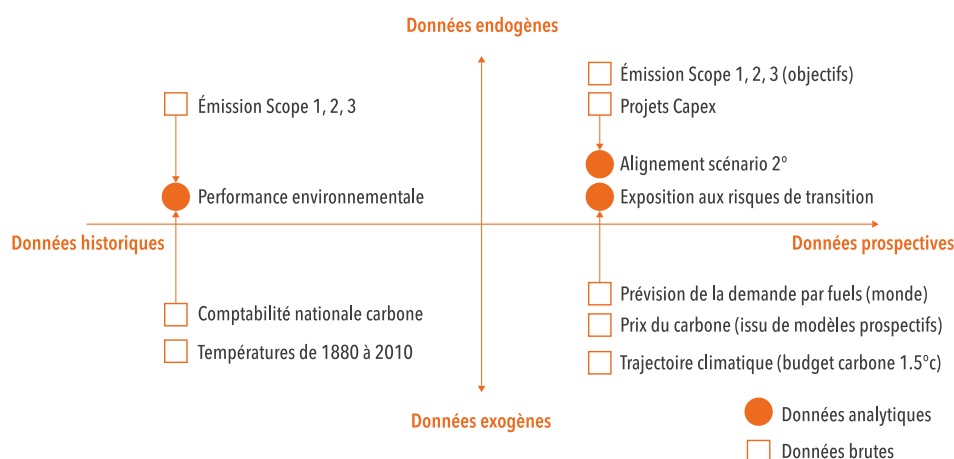 Données endogènes
Émission Scope 1, 2, 3
Émission Scope 1, 2, 3 (objectifs)
Projets Capex
Alignement scénario 2º
Performance environnementale
Exposition aux risques de transition
Données historiques
Données prospectives
Prévision de la demande par fuels (monde)
Comptabilité nationale carbone
Prix du carbone (issu de modèles prospectifs)
Températures de 1880 à 2010
Trajectoire climatique (budget carbone 1.5ºc)
Données exogènes
Données analytiques
Données brutes